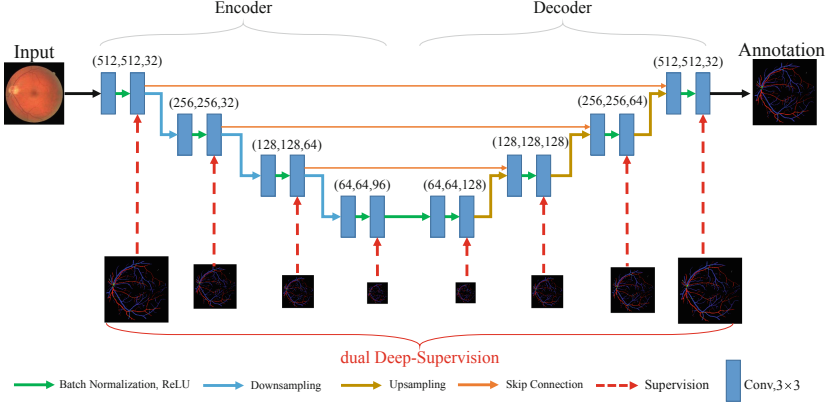 Encoder
Decoder
Input
Annotation
(512,512,32)
(512,512,32)
(256,256,32)
(256,256,64)
(128,128,64)
(128,128,128)
(64,64,96)
(64,64,128)
dual Deep-Supervision
Batch Normalization, ReLU
Downsampling
Upsampling
Skip Connection
Supervision
Conv,3×3